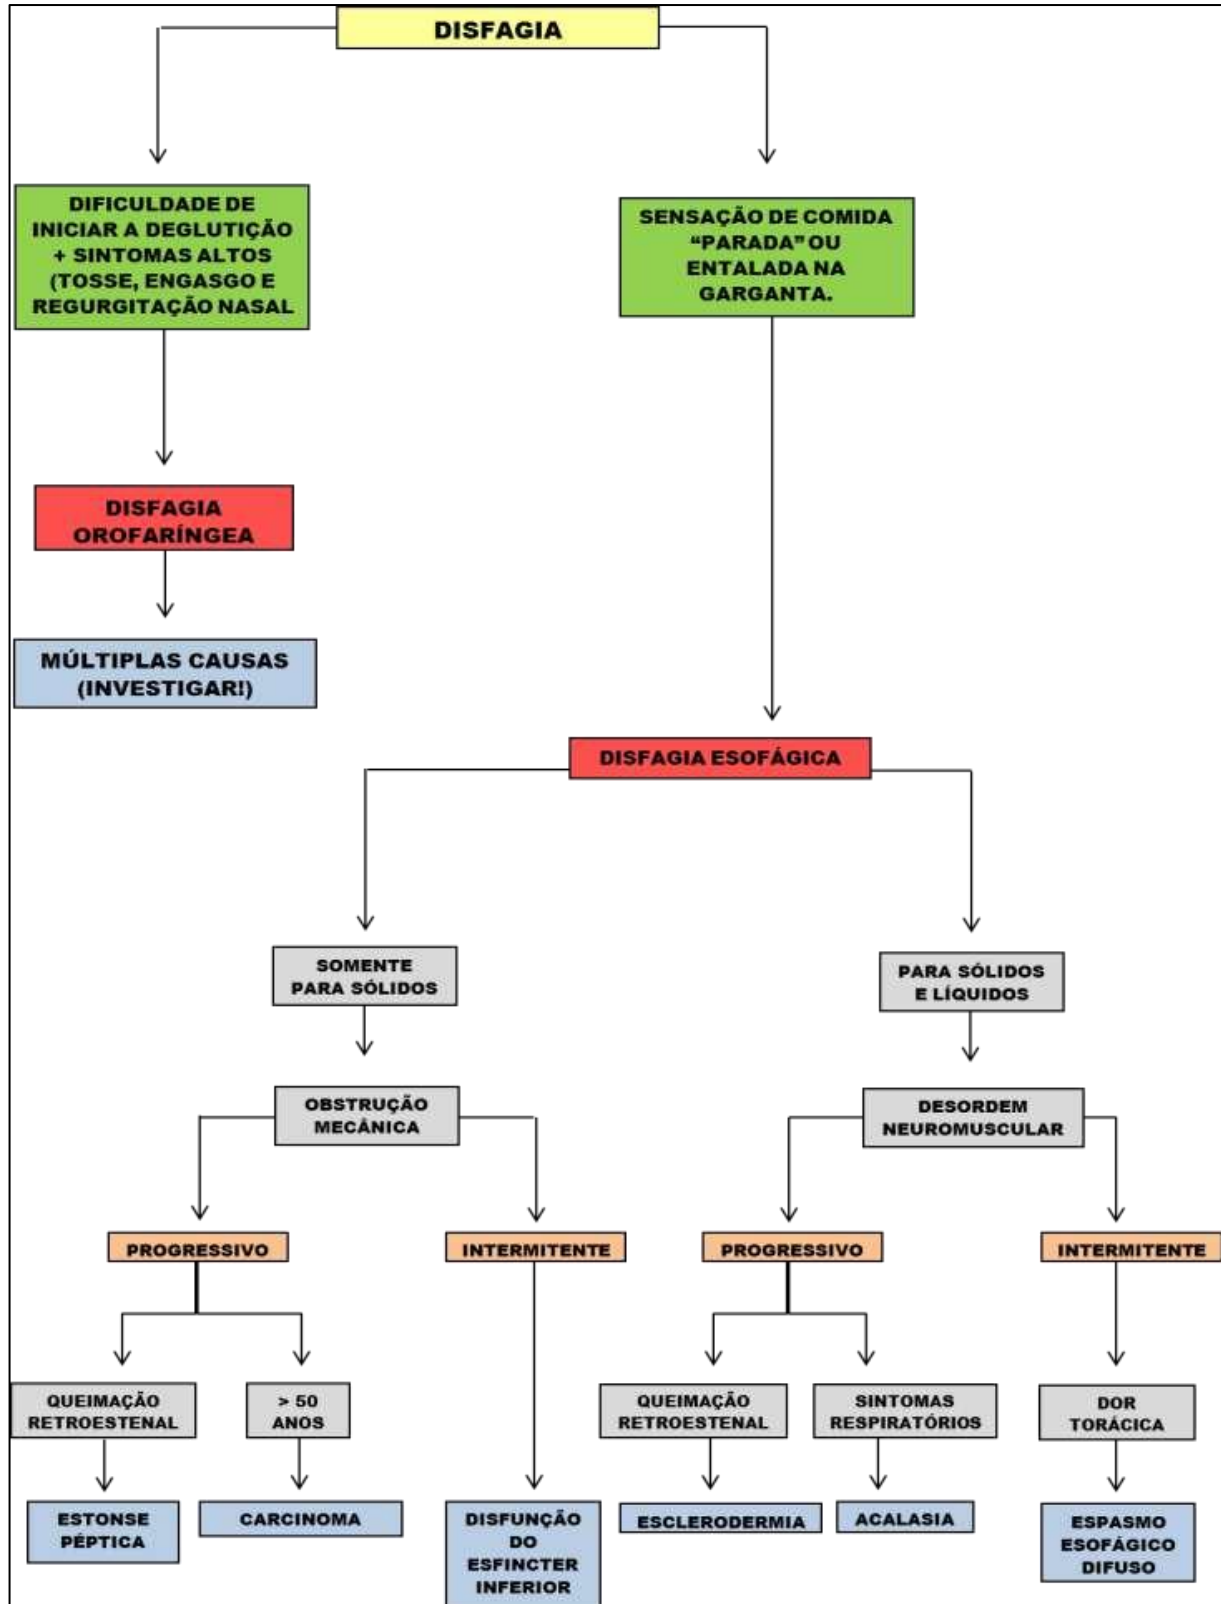 DISFAGIA
DIFICULDADE DE
INICIAR A DEGLUTIÇÃO
+ SINTOMAS ALTOS
(TOSSE, ENGASGO E
REGURGITAÇÃO NASAL
SENSAÇÃO DE COMIDA
“PARADA” OU
ENTALADA NA
GARGANTA.
DISFAGIA
OROFARÍNGEA
MÚLTIPLAS CAUSAS
(INVESTIGAR!)
DISFAGIA ESOFÁGICA
SOMENTE
PARA SÓLIDOS
PARA SÓLIDOS
E LÍQUIDOS
OBSTRUÇÃO
MECÂNICA
DESORDEM
NEUROMUSCULAR
PROGRESSIVO
INTERMITENTE
PROGRESSIVO
INTERMITENTE
QUEIMAÇÃO
RETROESTENAL
> 50
ANOS
QUEIMAÇÃO
RETROESTENAL
SINTOMAS
RESPIRATÓRIOS
DOR
TORÁCICA
ESTONSE
PÉPTICA
CARCINOMA
DISFUNÇÃO
DO
ESFINCTER
INFERIOR
ESCLERODERMIA
ACALASIA
ESPASMO
ESOFÁGICO
DIFUSO